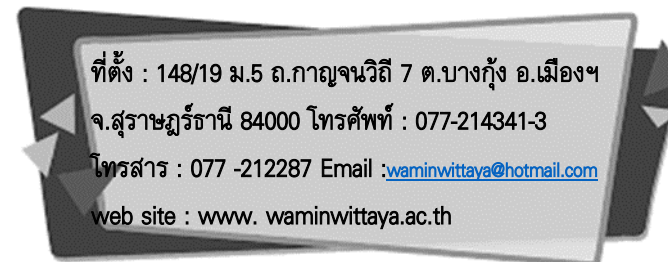 ที่ตั้ง : 148/19 ม.5 ถ.กาญจนวิถี 7 ต.บางกุ้ง อ.เมืองฯ
จ.สุราษฎร์ธานี 84000 โทรศัพท์ : 077-214341-3
โทรสาร : 077 -212287 Email :waminwittaya@hotmail.com
web site : www. waminwittaya.ac.th